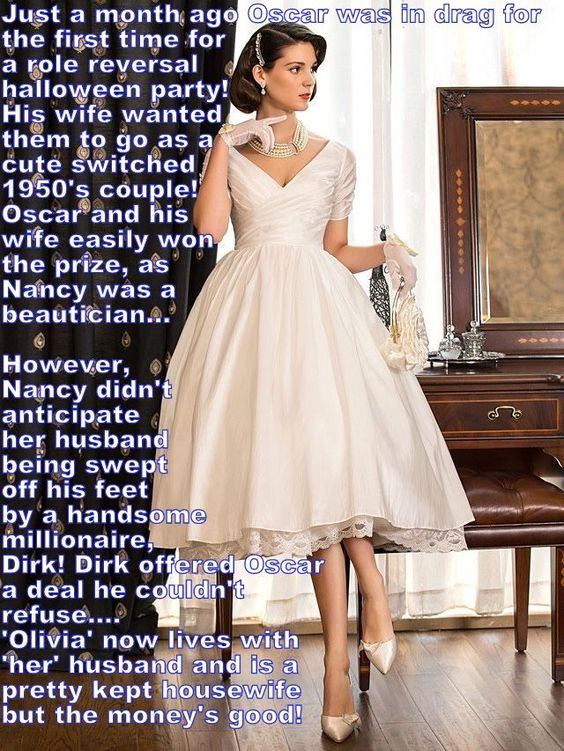 Just a month ago Oscar was in drag for
the first time for
a role reversal
halloween party!
His wife wanted
them to go as a
cute switched
1950's couple!
Oscar and his
wife easily won
the prize, as
Nancy was a
beautician...
However,
Nancy didn't
anticipate
her husband
being swept
off his feet
by a handsome
millionaire,
Dirk! Dirk offered Oscar
a deal he couldn't
refuse....
'Olivia' now lives with
'her' husband and is a
pretty kept housewife
but the money's good!